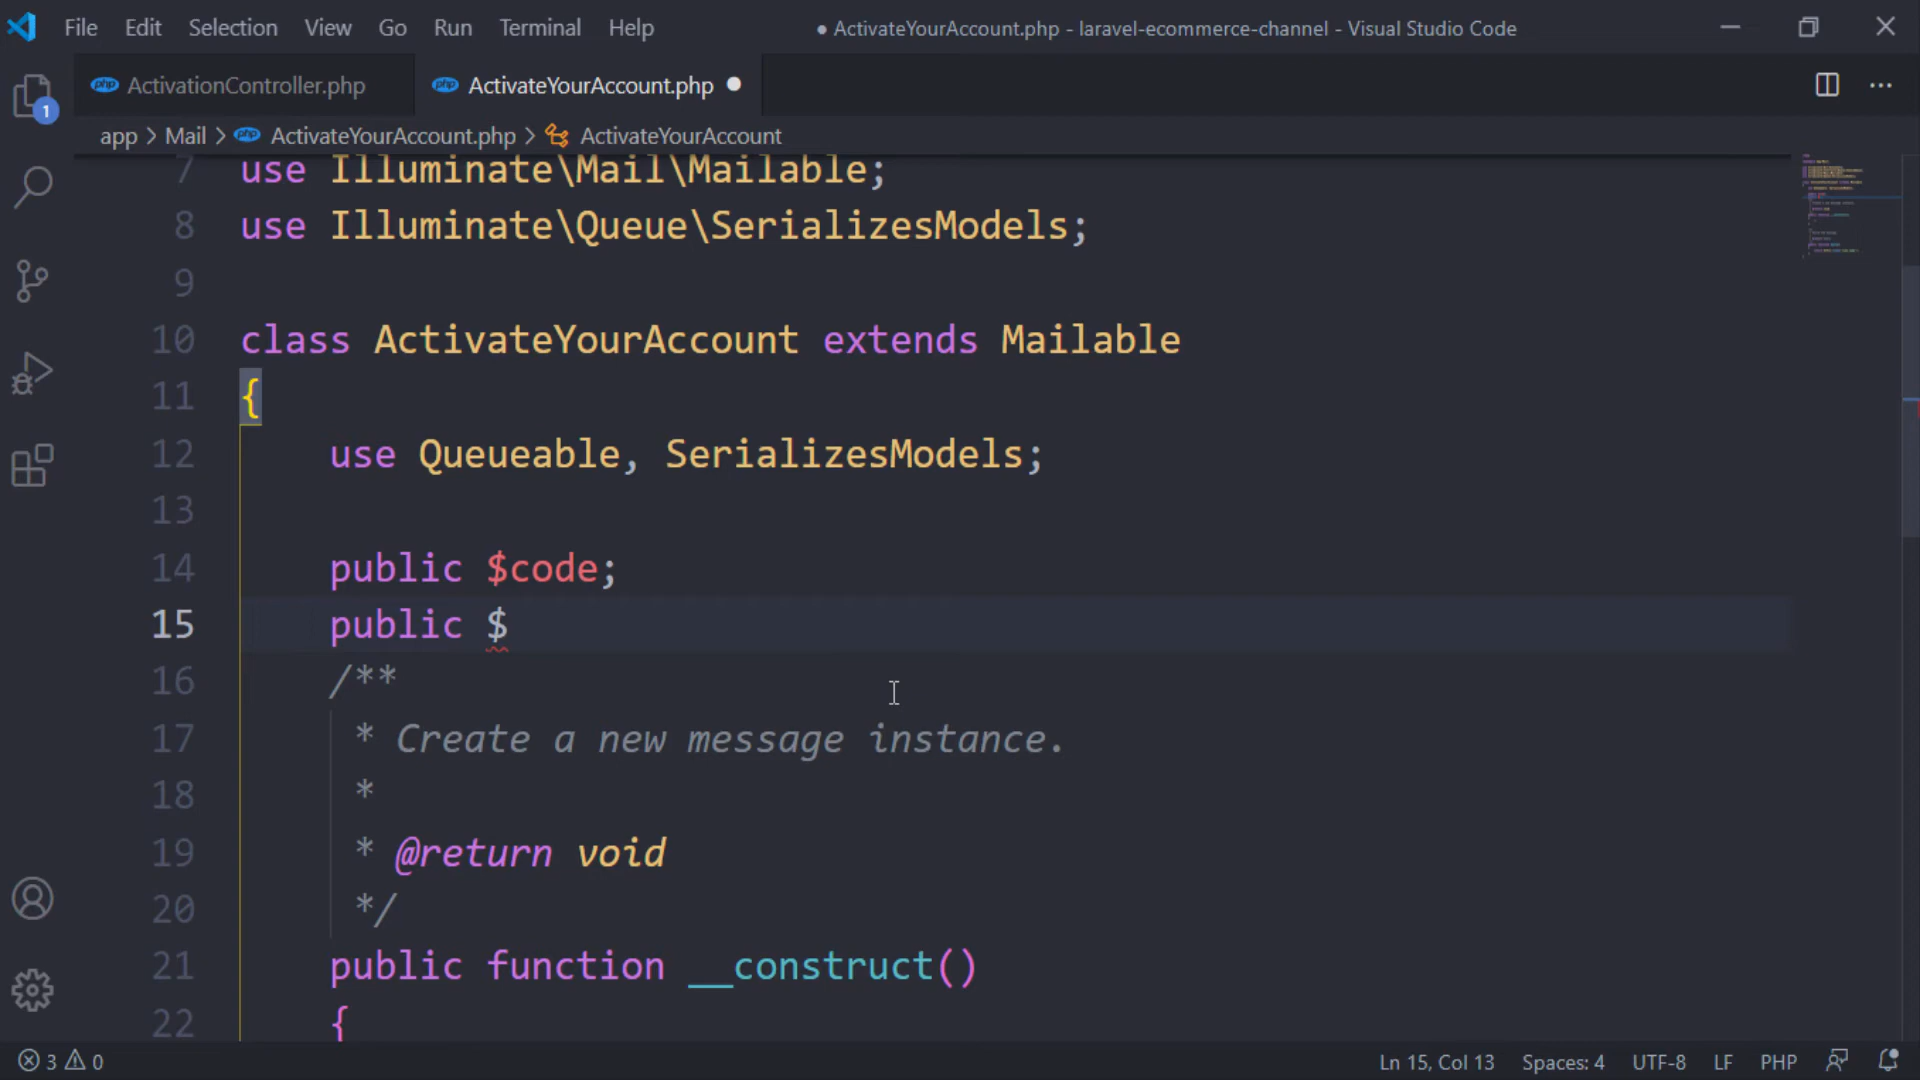 File Edit Selection View Go Run Terminal Help
● ActivateYourAccount.php - laravel-ecommerce-channel - Visual Studio Code
ActivationController.php
ActivateYourAccount.php ●
app > Mail > ActivateYourAccount.php > ActivateYourAccount
1
7 use Illuminate\Mail\Mailable;
8 use Illuminate\Queue\SerializesModels;
9
10 class ActivateYourAccount extends Mailable
11 {
12 use Queueable, SerializesModels;
13
14 public $code;
15 public $
16 /**
17 * Create a new message instance.
18 *
19 * @return void
20 */
21 public function __construct()
22 {
3 0
Ln 15, Col 13 Spaces: 4 UTF-8 LF PHP